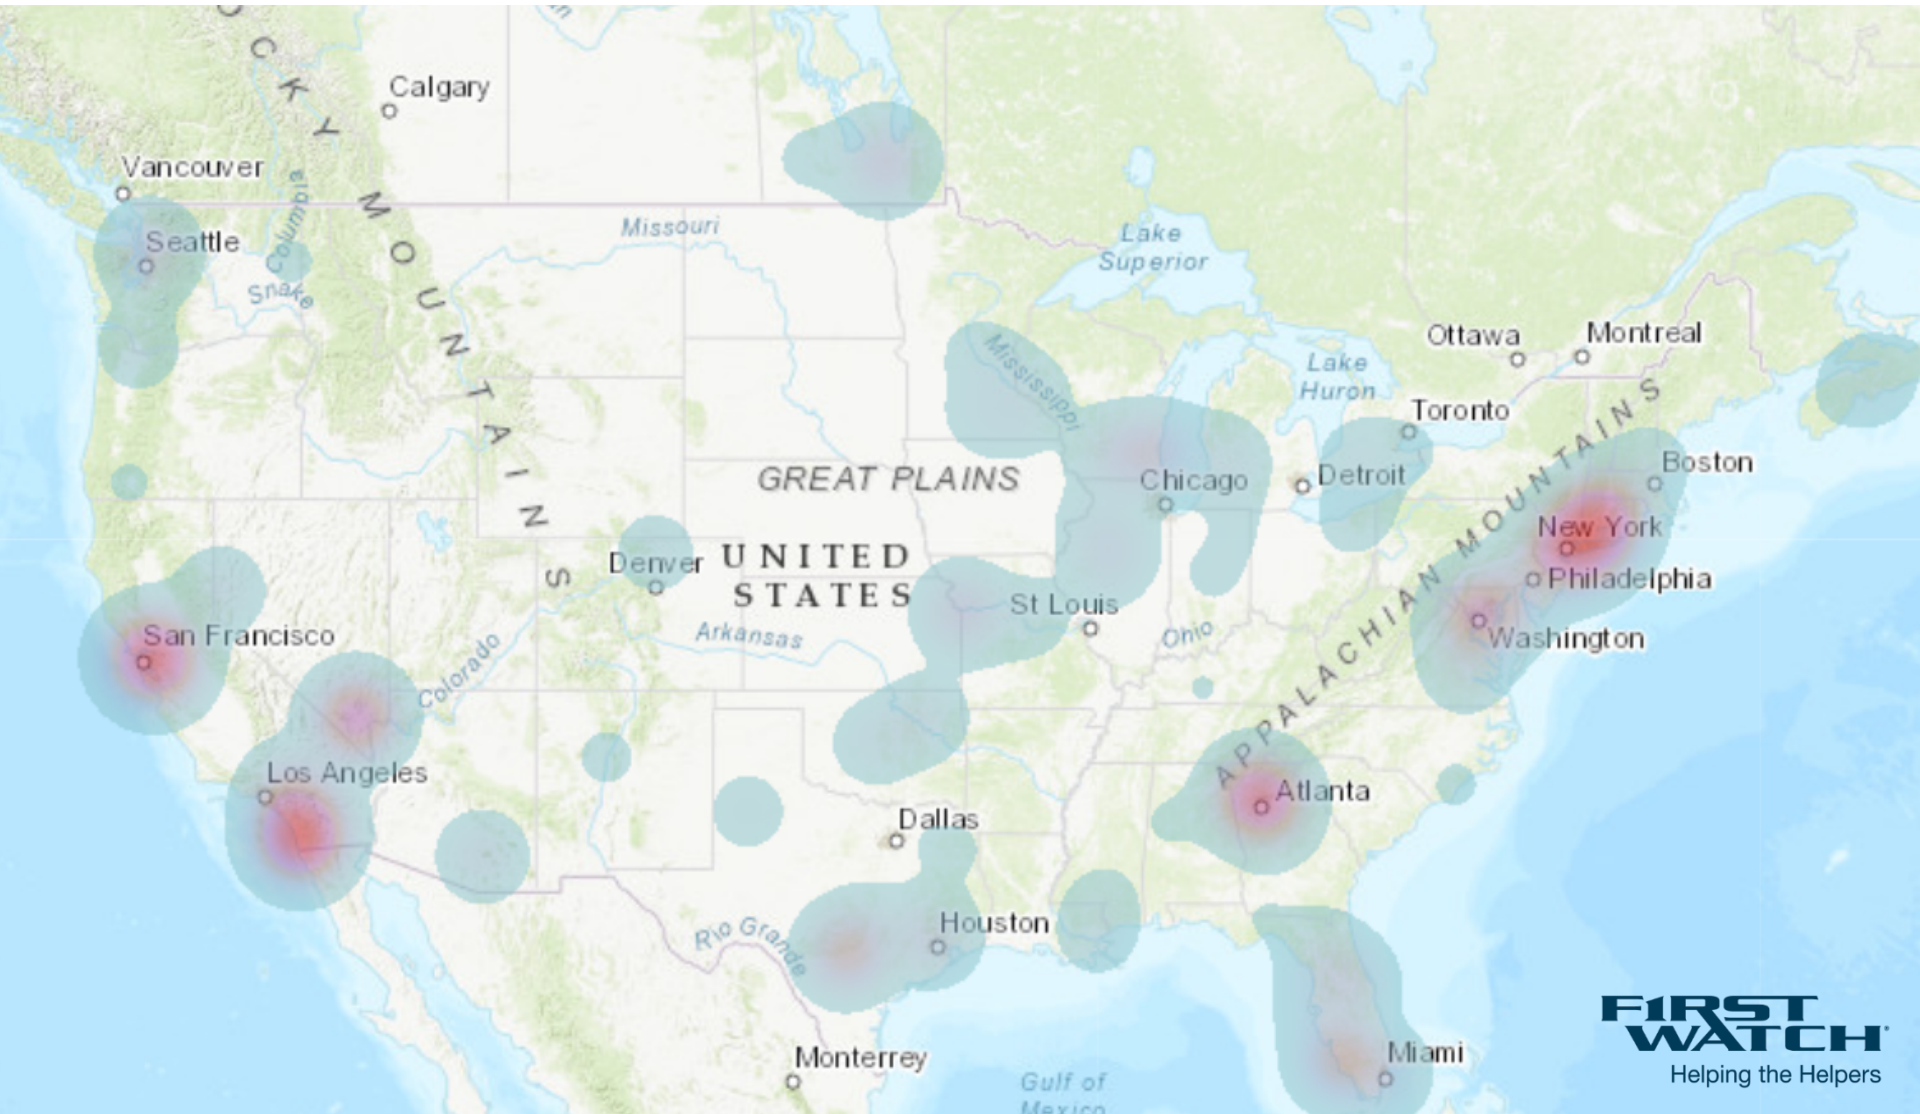 Calgary
Vancouver
Seattle
Columbia
Snake
ROCKY MOUNTAINS
Missouri
Lake
Superior
Mississippi
Lake
Huron
Ottawa
Montreal
Toronto
Boston
Detroit
Chicago
GREAT PLAINS
New York
Philadelphia
Washington
APPALACHIAN MOUNTAINS
Denver
UNITED
STATES
St Louis
Arkansas
Ohio
San Francisco
Colorado
Los Angeles
Atlanta
Dallas
Houston
Rio Grande
Monterrey
Miami
Gulf of
Mexico
FIRST
WATCH
Helping the Helpers